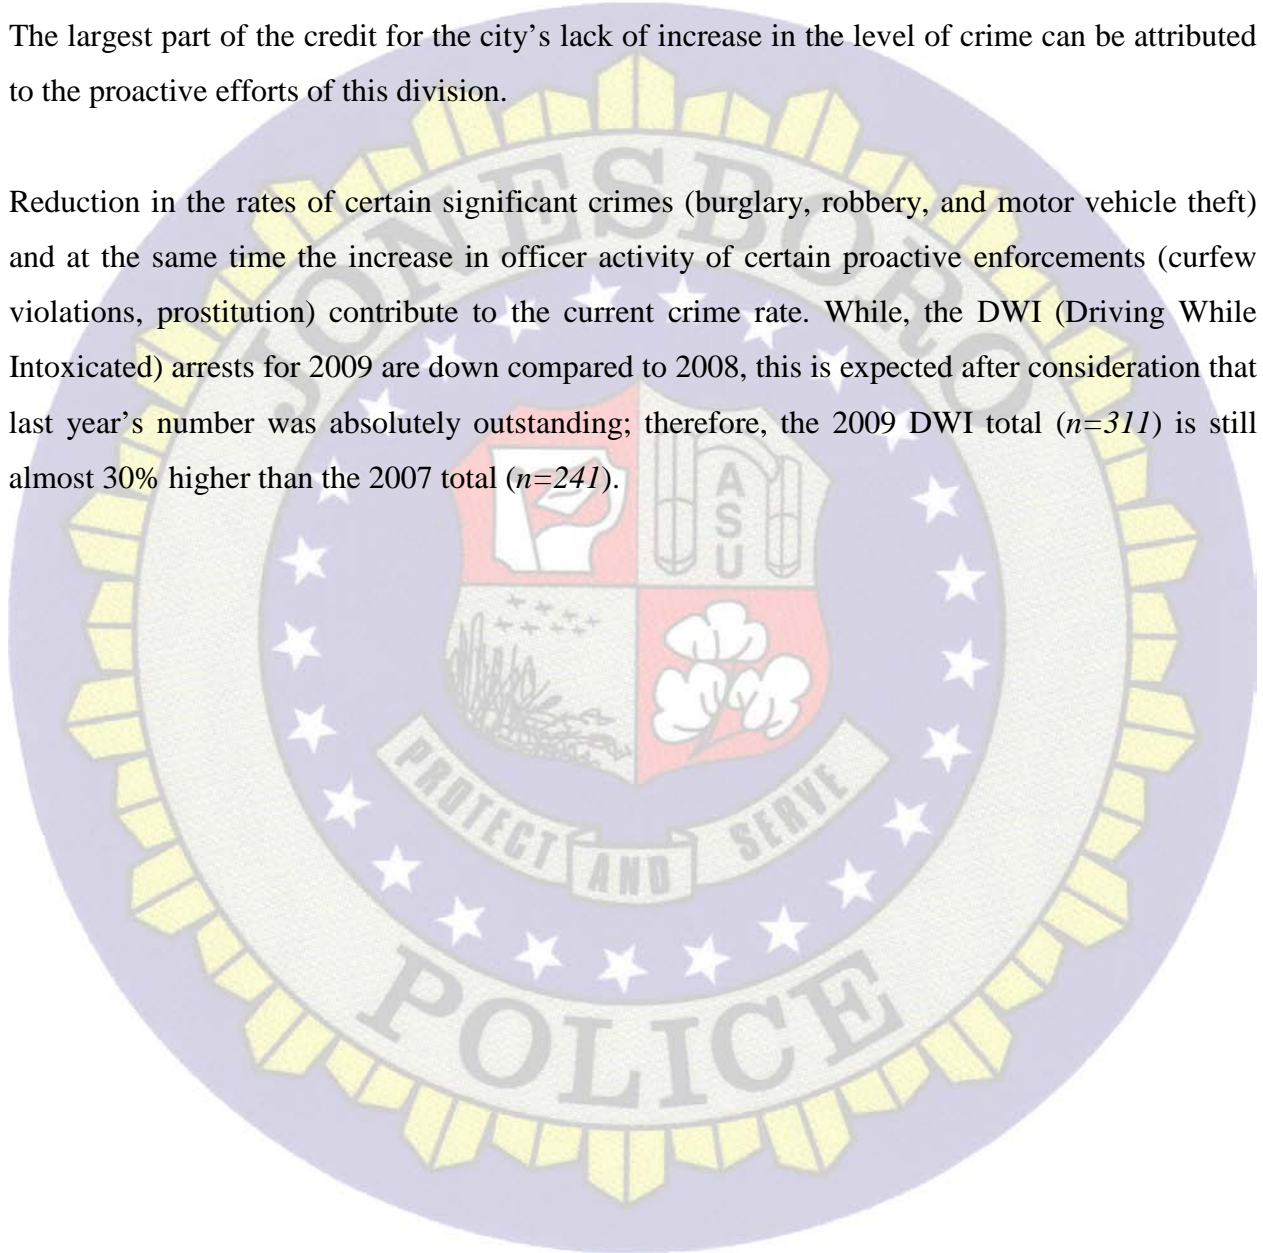 The largest part of the credit for the city’s lack of increase in the level of crime can be attributed
to the proactive efforts of this division.
Reduction in the rates of certain significant crimes (burglary, robbery, and motor vehicle theft)
and at the same time the increase in officer activity of certain proactive enforcements (curfew
violations, prostitution) contribute to the current crime rate. While, the DWI (Driving While
Intoxicated) arrests for 2009 are down compared to 2008, this is expected after consideration that
last year’s number was absolutely outstanding; therefore, the 2009 DWI total (n=311) is still
almost 30% higher than the 2007 total (n=241).
JONESBORO
ASU
PROTECT AND SERVE
POLICE